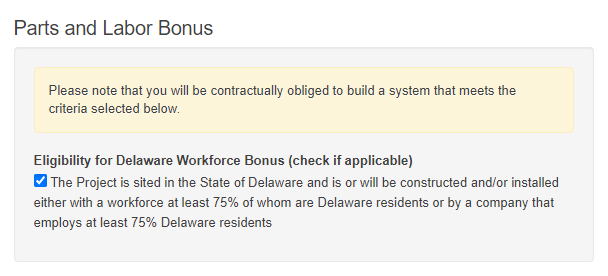 Parts and Labor Bonus
Please note that you will be contractually obliged to build a system that meets the
criteria selected below.
Eligibility for Delaware Workforce Bonus (check if applicable)
The Project is sited in the State of Delaware and is or will be constructed and/or installed
either with a workforce at least 75% of whom are Delaware residents or by a company that
employs at least 75% Delaware residents